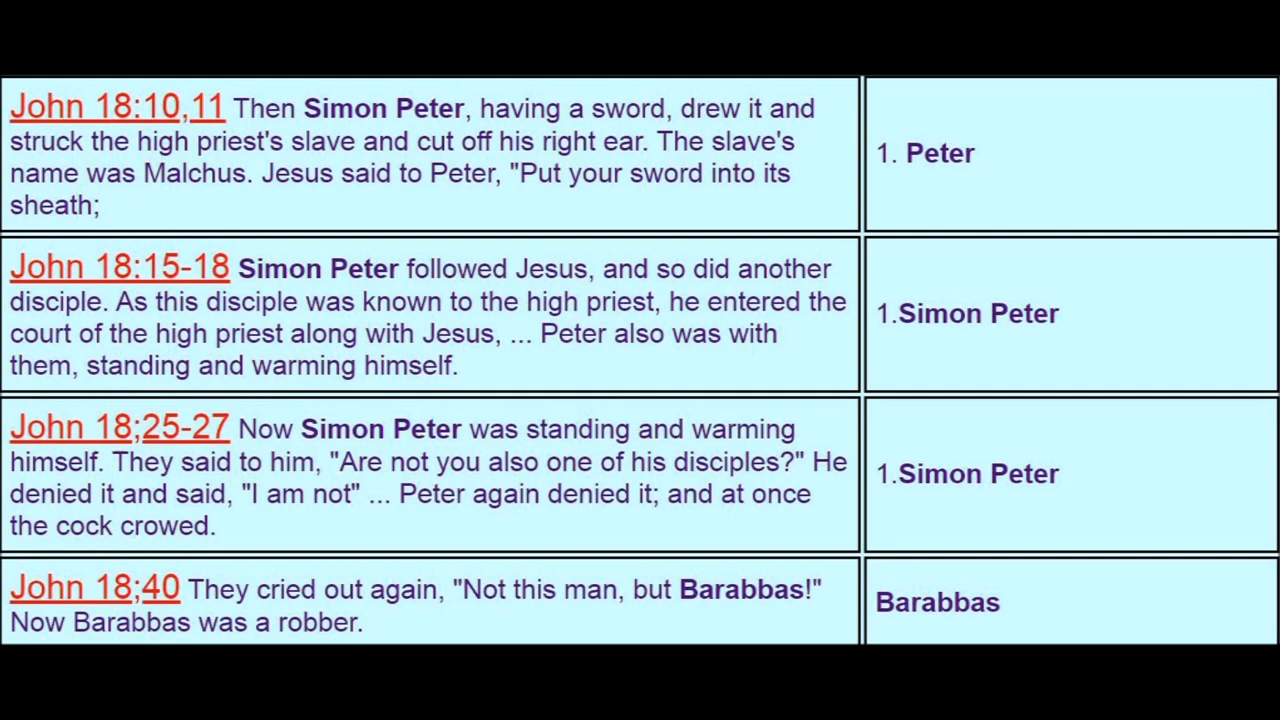 John 18:10,11 Then Simon Peter, having a sword, drew it and
struck the high priest's slave and cut off his right ear. The slave's
name was Malchus. Jesus said to Peter, "Put your sword into its
sheath;
1. Peter
John 18:15-18 Simon Peter followed Jesus, and so did another
disciple. As this disciple was known to the high priest, he entered the
court of the high priest along with Jesus, ... Peter also was with
them, standing and warming himself.
1.Simon Peter
John 18;25-27 Now Simon Peter was standing and warming
himself. They said to him, "Are not you also one of his disciples?" He
denied it and said, "I am not" ... Peter again denied it; and at once
the cock crowed.
1.Simon Peter
John 18;40 They cried out again, "Not this man, but Barabbas!"
Now Barabbas was a robber.
Barabbas